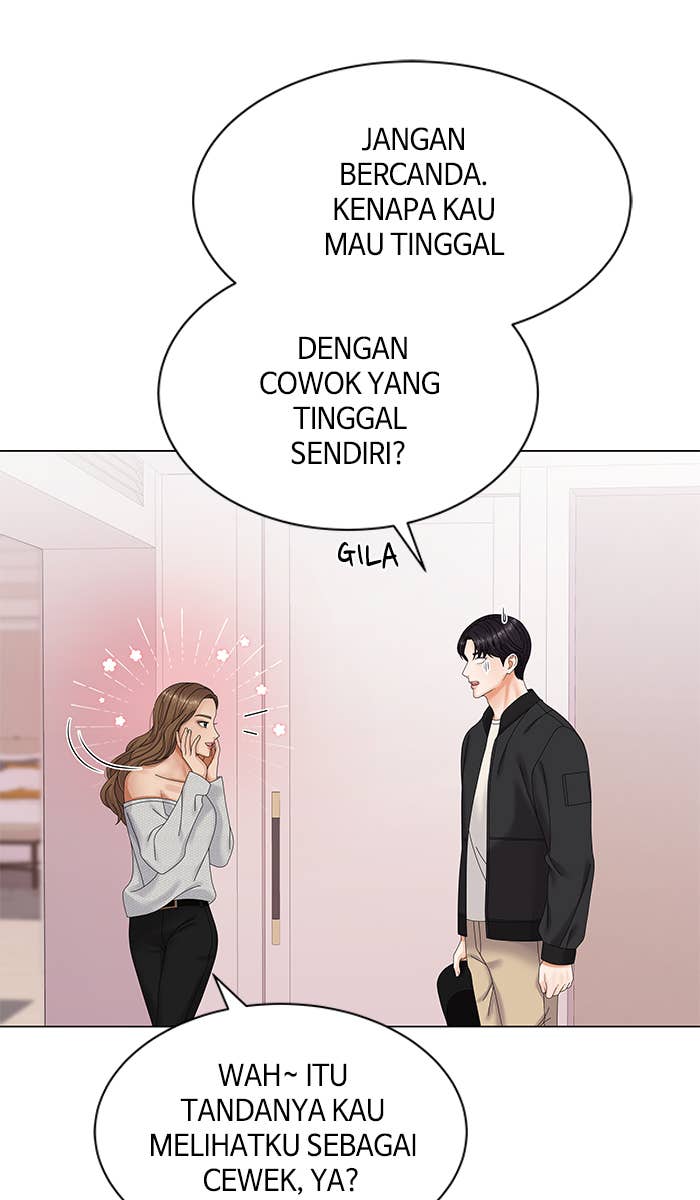 JANGAN
BERCANDA.
KENAPA KAU
MAU TINGGAL
DENGAN
COWOK YANG
TINGGAL
SENDIRI?
GILA
WAH~ ITU
TANDANYA KAU
MELIHATKU SEBAGAI
CEWEK, YA?